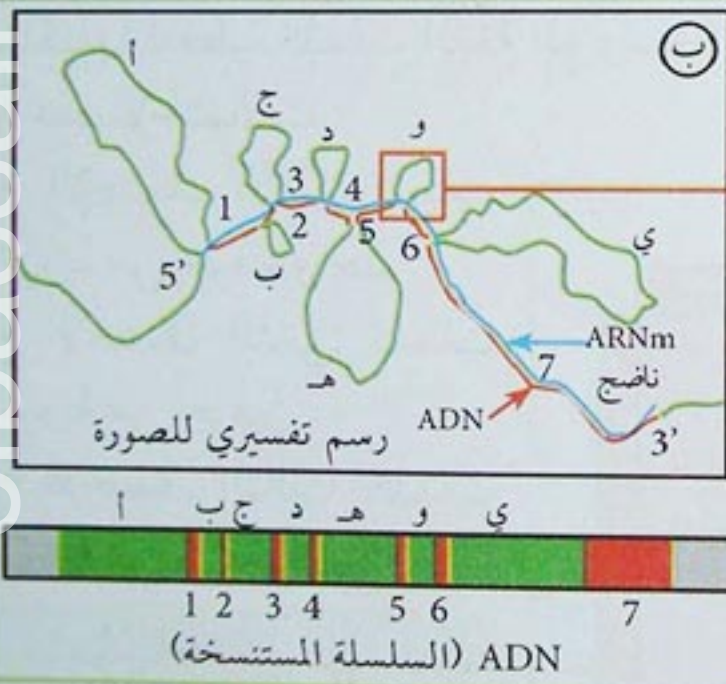 ب
أ
ج
د
و
3
4
1
2
5
6
5'
ب
ي
ARNm
ناضج
7
هـ
ADN
3'
رسم تفسيري للصورة
أ ب ج د هـ و ي
1 2 3 4 5 6 7
ADN (السلسلة المستنسخة)